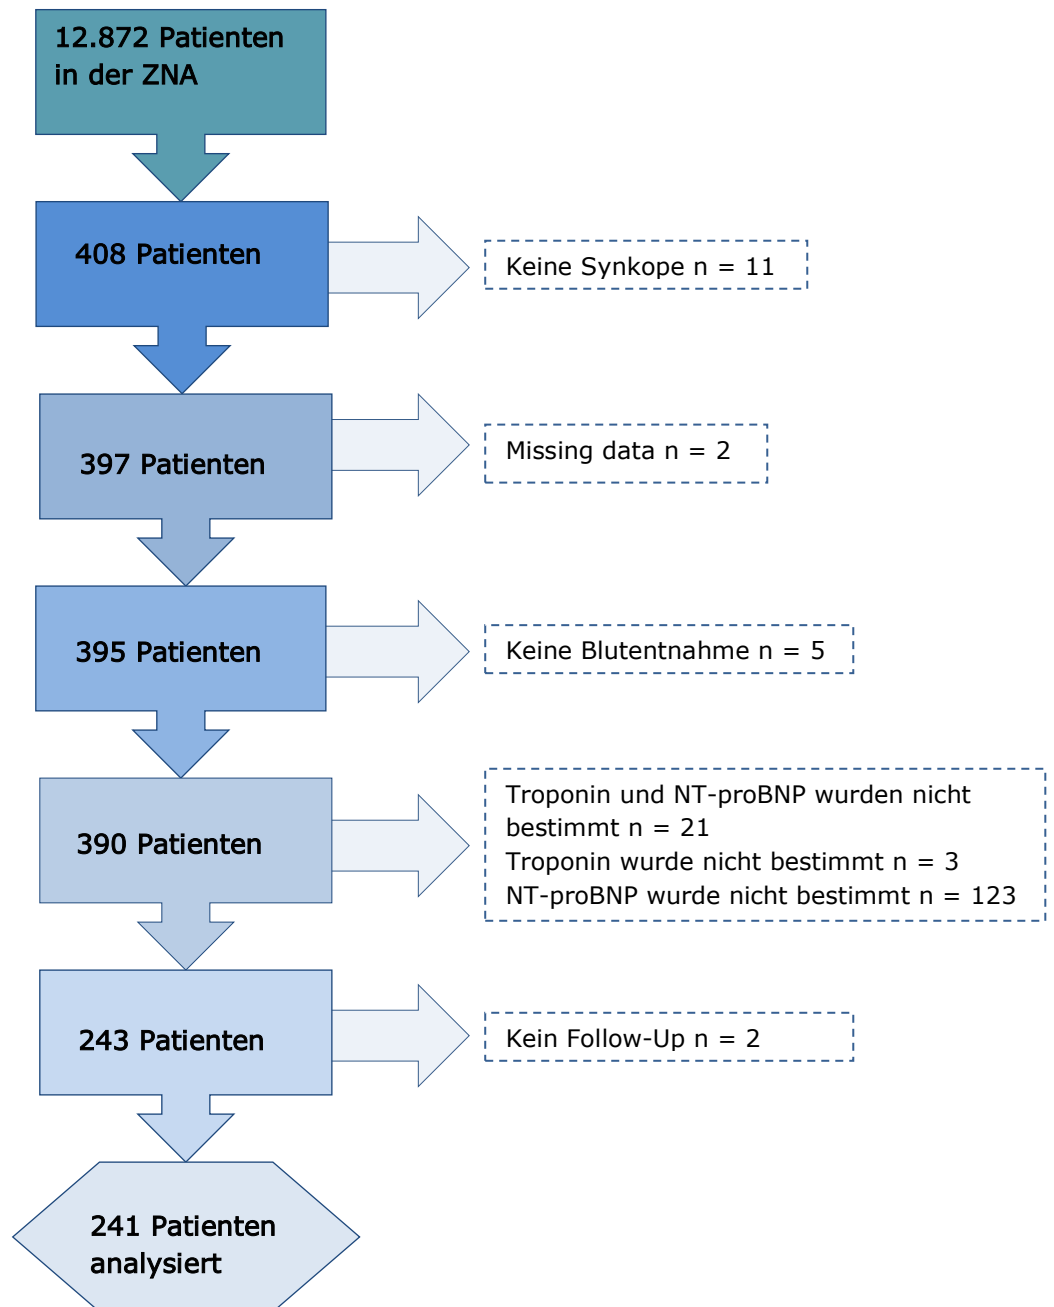 12.872 Patienten
in der ZNA
408 Patienten
Keine Synkope n = 11
397 Patienten
Missing data n = 2
395 Patienten
Keine Blutentnahme n = 5
390 Patienten
Troponin und NT-proBNP wurden nicht
bestimmt n = 21
Troponin wurde nicht bestimmt n = 3
NT-proBNP wurde nicht bestimmt n = 123
243 Patienten
Kein Follow-Up n = 2
241 Patienten
analysiert